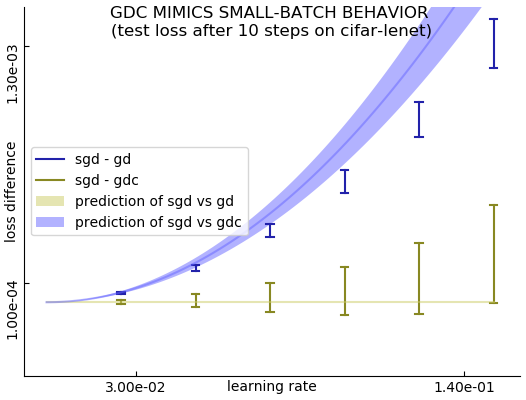 GDC MIMICS SMALL-BATCH BEHAVIOR
(test loss after 10 steps on cifar-lenet)
1.30e-03
loss difference
1.00e-04
sgd - gd
sgd - gdc
prediction of sgd vs gd
prediction of sgd vs gdc
3.00e-02
learning rate
1.40e-01